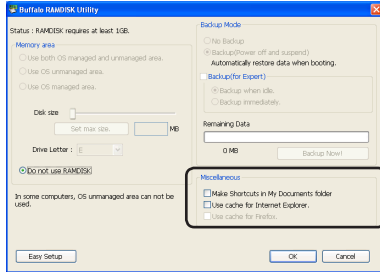 Buffalo RAMDISK Utility
Status : RAMDISK requires at least 1GB.
Memory area
Use both OS managed and unmanaged area.
Use OS unmanaged area.
Use OS managed area.
Disk size
Set max size.
MB
Drive Letter :
E
Do not use RAMDISK
In some computers, OS unmanaged area can not be
used.
Easy Setup
Backup Mode
No Backup
Backup(Power off and suspend)
Automatically restore data when booting.
Backup(for Expert)
Backup when idle.
Backup immediately.
Remaining Data
0 MB
Backup Now!
Miscellaneous
Make Shortcuts in My Documents folder
Use cache for Internet Explorer.
Use cache for Firefox.
OK
Cancel